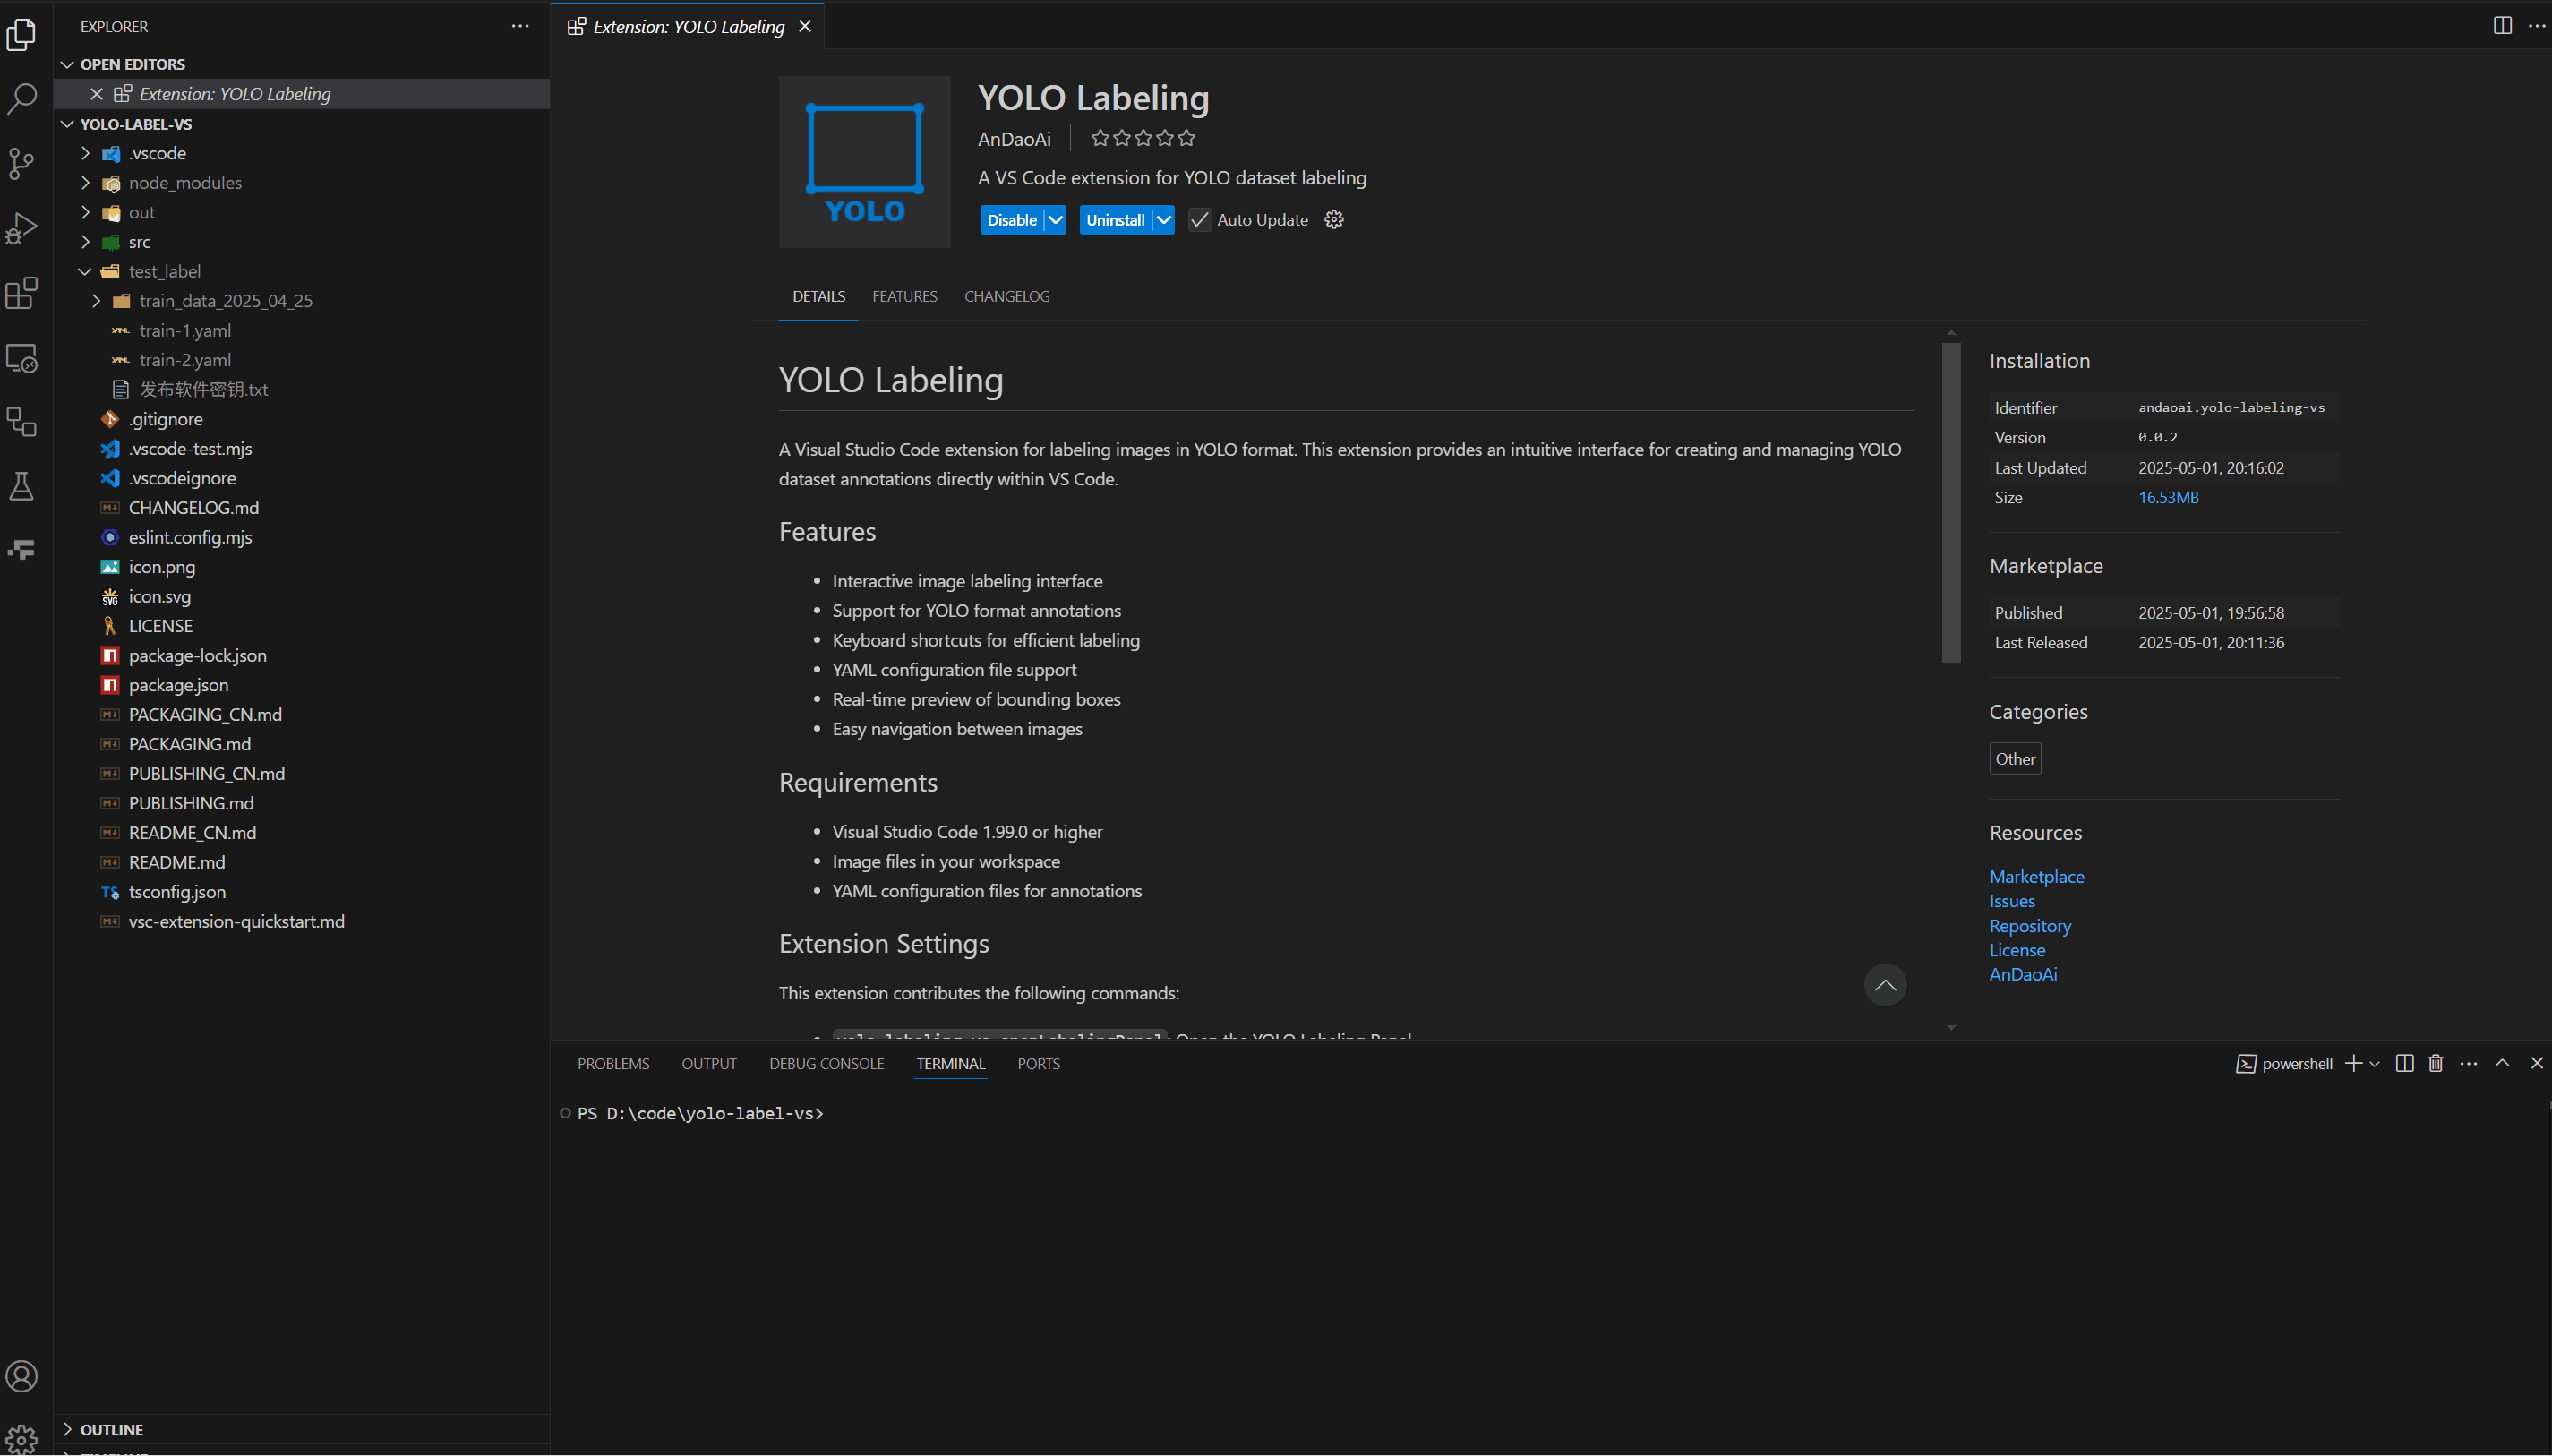 EXPLORER
OPEN EDITORS
Extension: YOLO Labeling
YOLO-LABEL-VS
.vscode
node_modules
out
src
test_label
train_data_2025_04_25
train-1.yaml
train-2.yaml
发布软件密钥.txt
.gitignore
.vscode-test.mjs
.vscodeignore
CHANGELOG.md
eslint.config.mjs
icon.png
icon.svg
LICENSE
package-lock.json
package.json
PACKAGING_CN.md
PACKAGING.md
PUBLISHING_CN.md
PUBLISHING.md
README_CN.md
README.md
tsconfig.json
vsc-extension-quickstart.md
OUTLINE
Extension: YOLO Labeling
YOLO
YOLO Labeling
AnDaoAi
A VS Code extension for YOLO dataset labeling
Disable Uninstall Auto Update
DETAILS FEATURES CHANGELOG
YOLO Labeling
A Visual Studio Code extension for labeling images in YOLO format. This extension provides an intuitive interface for creating and managing YOLO
dataset annotations directly within VS Code.
Features
Interactive image labeling interface
Support for YOLO format annotations
Keyboard shortcuts for efficient labeling
YAML configuration file support
Real-time preview of bounding boxes
Easy navigation between images
Requirements
Visual Studio Code 1.99.0 or higher
Image files in your workspace
YAML configuration files for annotations
Extension Settings
This extension contributes the following commands:
Installation
Identifier andaoai.yolo-labeling-vs
Version 0.0.2
Last Updated 2025-05-01, 20:16:02
Size 16.53MB
Marketplace
Published 2025-05-01, 19:56:58
Last Released 2025-05-01, 20:11:36
Categories
Other
Resources
Marketplace
Issues
Repository
License
AnDaoAi
PROBLEMS OUTPUT DEBUG CONSOLE TERMINAL PORTS
powershell
PS D:\code\yolo-label-vs>